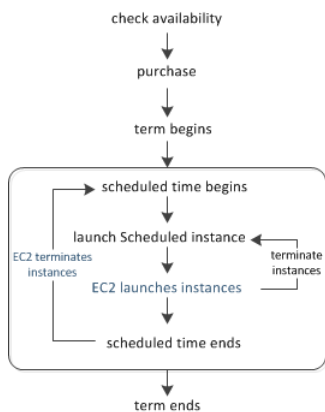 check availability
purchase
term begins
scheduled time begins
launch Scheduled instance
EC2 terminates
instances
terminate
instances
EC2 launches instances
scheduled time ends
term ends